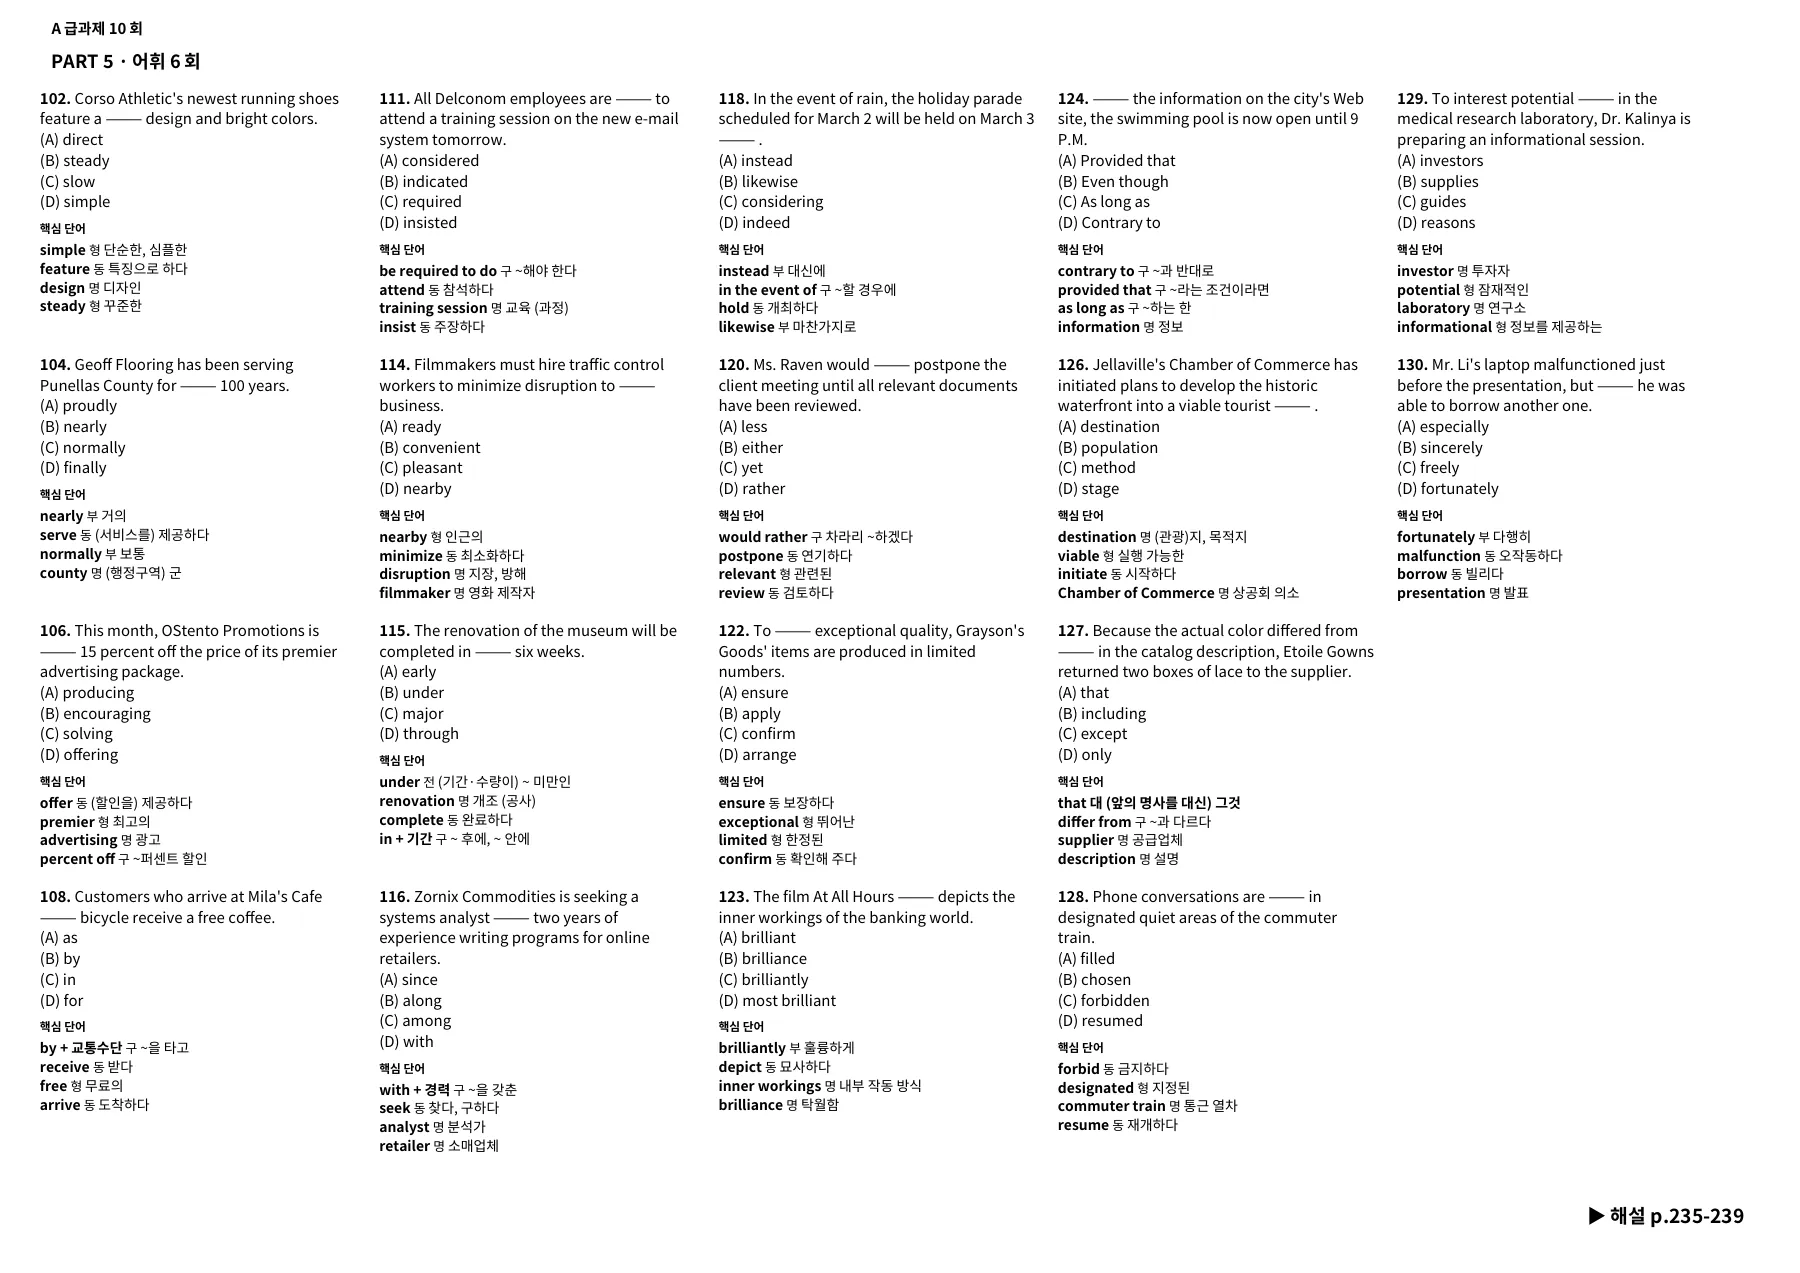 A 급과제 10 회
PART 5 · 어휘 6 회
102. Corso Athletic's newest running shoes
feature a ―― design and bright colors.
(A) direct
(B) steady
(C) slow
(D) simple
핵심 단어
simple 형 단순한, 심플한
feature 동 특징으로 하다
design 명 디자인
steady 형 꾸준한
104. Geoff Flooring has been serving
Punellas County for ―― 100 years.
(A) proudly
(B) nearly
(C) normally
(D) finally
핵심 단어
nearly 부 거의
serve 동 (서비스를) 제공하다
normally 부 보통
county 명 (행정구역) 군
106. This month, OStento Promotions is
―― 15 percent off the price of its premier
advertising package.
(A) producing
(B) encouraging
(C) solving
(D) offering
핵심 단어
offer 동 (할인을) 제공하다
premier 형 최고의
advertising 명 광고
percent off 구 ~퍼센트 할인
108. Customers who arrive at Mila's Cafe
―― bicycle receive a free coffee.
(A) as
(B) by
(C) in
(D) for
핵심 단어
by + 교통수단 구 ~을 타고
receive 동 받다
free 형 무료의
arrive 동 도착하다
111. All Delconom employees are ―― to
attend a training session on the new e-mail
system tomorrow.
(A) considered
(B) indicated
(C) required
(D) insisted
핵심 단어
be required to do 구 ~해야 한다
attend 동 참석하다
training session 명 교육 (과정)
insist 동 주장하다
114. Filmmakers must hire traffic control
workers to minimize disruption to ――
business.
(A) ready
(B) convenient
(C) pleasant
(D) nearby
핵심 단어
nearby 형 인근의
minimize 동 최소화하다
disruption 명 지장, 방해
filmmaker 명 영화 제작자
115. The renovation of the museum will be
completed in ―― six weeks.
(A) early
(B) under
(C) major
(D) through
핵심 단어
under 전 (기간·수량이) ~ 미만인
renovation 명 개조 (공사)
complete 동 완료하다
in + 기간 구 ~ 후에, ~ 안에
116. Zornix Commodities is seeking a
systems analyst ―― two years of
experience writing programs for online
retailers.
(A) since
(B) along
(C) among
(D) with
핵심 단어
with + 경력 구 ~을 갖춘
seek 동 찾다, 구하다
analyst 명 분석가
retailer 명 소매업체
118. In the event of rain, the holiday parade
scheduled for March 2 will be held on March 3
―― .
(A) instead
(B) likewise
(C) considering
(D) indeed
핵심 단어
instead 부 대신에
in the event of 구 ~할 경우에
hold 동 개최하다
likewise 부 마찬가지로
120. Ms. Raven would ―― postpone the
client meeting until all relevant documents
have been reviewed.
(A) less
(B) either
(C) yet
(D) rather
핵심 단어
would rather 구 차라리 ~하겠다
postpone 동 연기하다
relevant 형 관련된
review 동 검토하다
122. To ―― exceptional quality, Grayson's
Goods' items are produced in limited
numbers.
(A) ensure
(B) apply
(C) confirm
(D) arrange
핵심 단어
ensure 동 보장하다
exceptional 형 뛰어난
limited 형 한정된
confirm 동 확인해 주다
123. The film At All Hours ―― depicts the
inner workings of the banking world.
(A) brilliant
(B) brilliance
(C) brilliantly
(D) most brilliant
핵심 단어
brilliantly 부 훌륭하게
depict 동 묘사하다
inner workings 명 내부 작동 방식
brilliance 명 탁월함
124. ―― the information on the city's Web
site, the swimming pool is now open until 9
P.M.
(A) Provided that
(B) Even though
(C) As long as
(D) Contrary to
핵심 단어
contrary to 구 ~과 반대로
provided that 구 ~라는 조건이라면
as long as 구 ~하는 한
information 명 정보
126. Jellaville's Chamber of Commerce has
initiated plans to develop the historic
waterfront into a viable tourist ―― .
(A) destination
(B) population
(C) method
(D) stage
핵심 단어
destination 명 (관광)지, 목적지
viable 형 실행 가능한
initiate 동 시작하다
Chamber of Commerce 명 상공회 의소
127. Because the actual color differed from
―― in the catalog description, Etoile Gowns
returned two boxes of lace to the supplier.
(A) that
(B) including
(C) except
(D) only
핵심 단어
that 대 (앞의 명사를 대신) 그것
differ from 구 ~과 다르다
supplier 명 공급업체
description 명 설명
128. Phone conversations are ―― in
designated quiet areas of the commuter
train.
(A) filled
(B) chosen
(C) forbidden
(D) resumed
핵심 단어
forbid 동 금지하다
designated 형 지정된
commuter train 명 통근 열차
resume 동 재개하다
129. To interest potential ―― in the
medical research laboratory, Dr. Kalinya is
preparing an informational session.
(A) investors
(B) supplies
(C) guides
(D) reasons
핵심 단어
investor 명 투자자
potential 형 잠재적인
laboratory 명 연구소
informational 형 정보를 제공하는
130. Mr. Li's laptop malfunctioned just
before the presentation, but ―― he was
able to borrow another one.
(A) especially
(B) sincerely
(C) freely
(D) fortunately
핵심 단어
fortunately 부 다행히
malfunction 동 오작동하다
borrow 동 빌리다
presentation 명 발표
▶ 해설 p.235-239